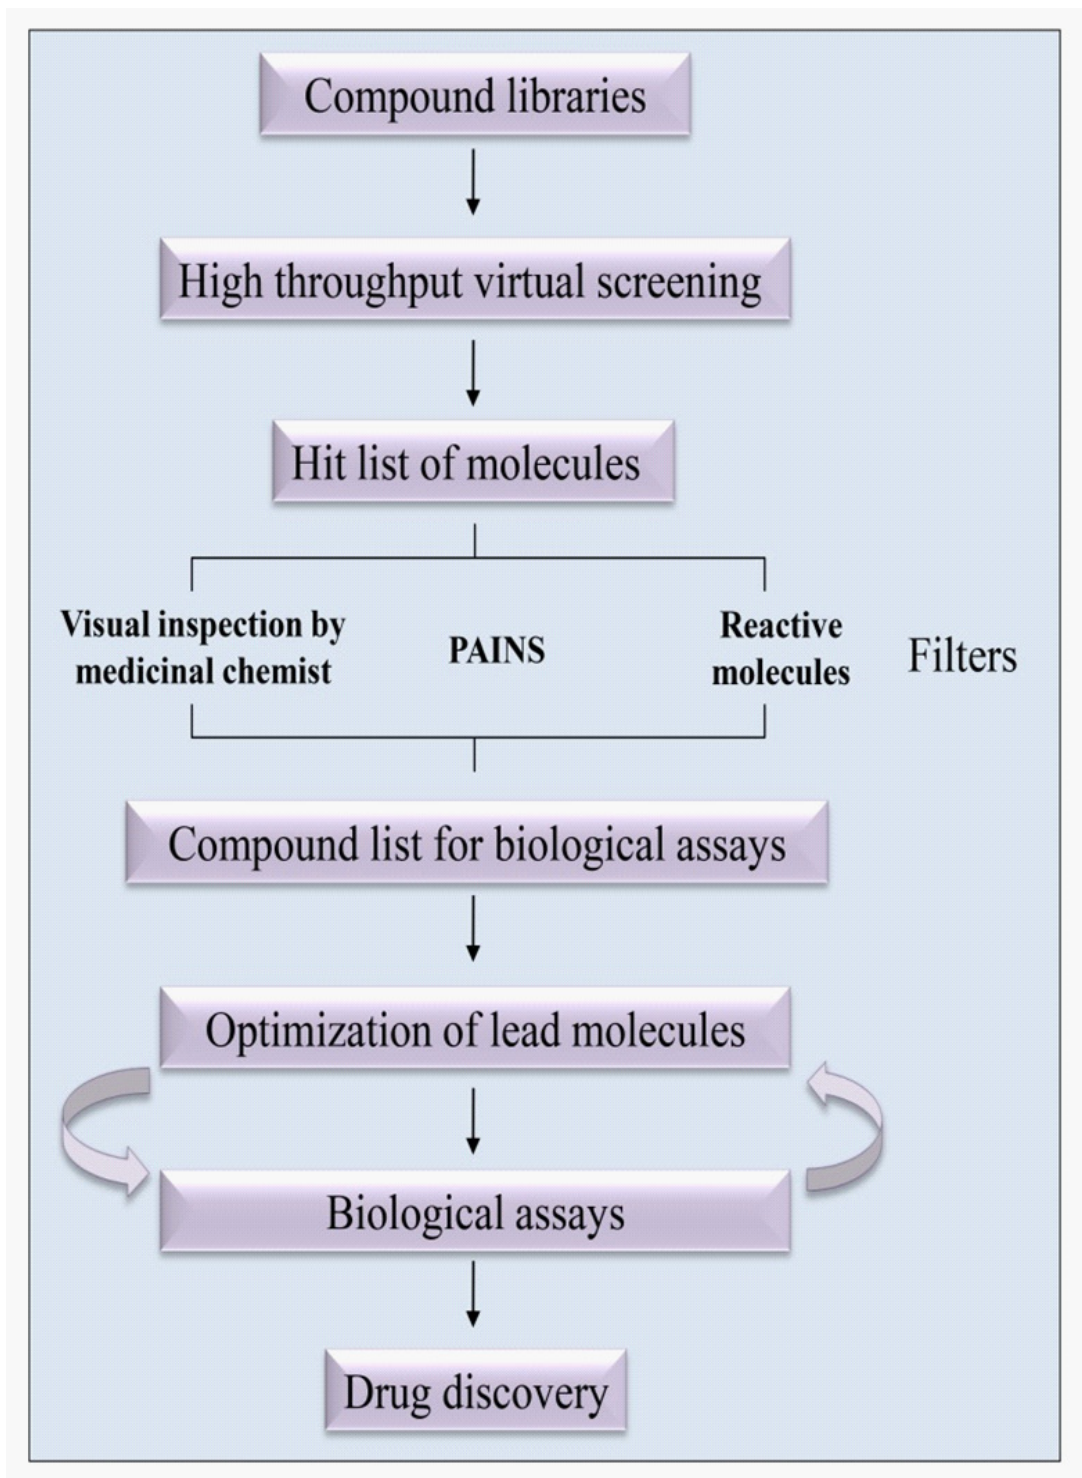 Compound libraries
High throughput virtual screening
Hit list of molecules
Visual inspection by
medicinal chemist
PAINS
Reactive
molecules
Filters
Compound list for biological assays
Optimization of lead molecules
Biological assays
Drug discovery